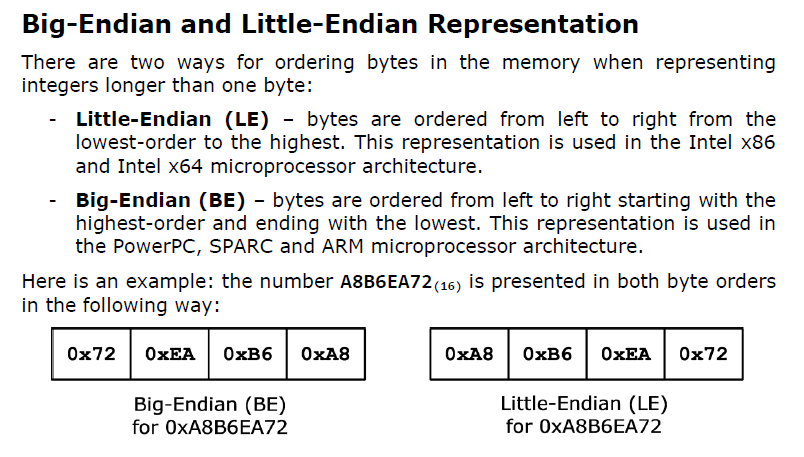 Big-Endian and Little-Endian Representation
There are two ways for ordering bytes in the memory when representing
integers longer than one byte:
- Little-Endian (LE) – bytes are ordered from left to right from the
lowest-order to the highest. This representation is used in the Intel x86
and Intel x64 microprocessor architecture.
- Big-Endian (BE) – bytes are ordered from left to right starting with the
highest-order and ending with the lowest. This representation is used in
the PowerPC, SPARC and ARM microprocessor architecture.
Here is an example: the number A8B6EA72(16) is presented in both byte orders
in the following way:
0x72 0xEA 0xB6 0xA8
Big-Endian (BE)
for 0xA8B6EA72
0xA8 0xB6 0xEA 0x72
Little-Endian (LE)
for 0xA8B6EA72